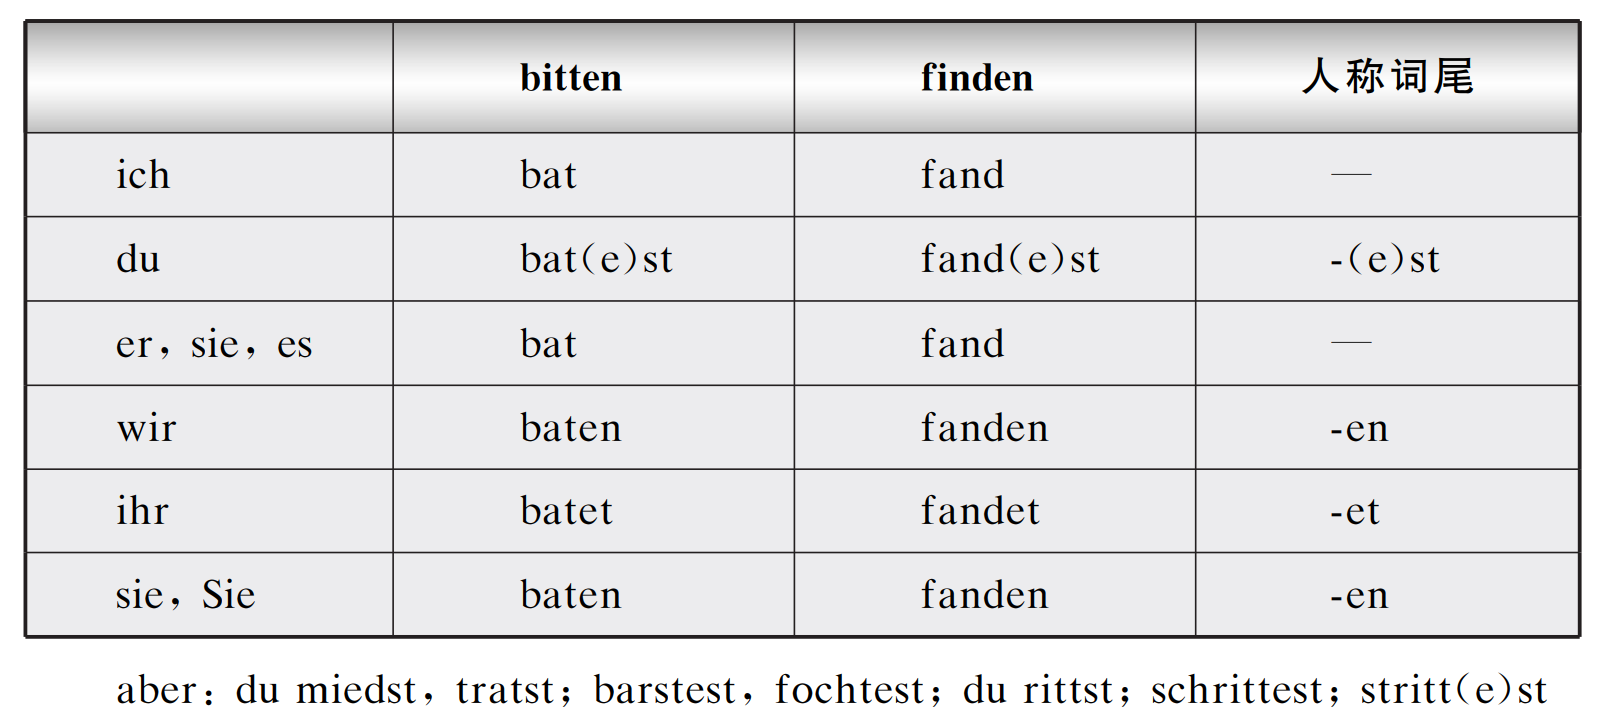 bitten finden 人称词尾
ich bat fand —
du bat(e)st fand(e)st -(e)st
er，sie，es bat fand —
wir baten fanden -en
ihr batet fandet -et
sie，Sie baten fanden -en
aber：du miedst，tratst；barstest，fochtest；du rittst；schrittest；stritt(e)st